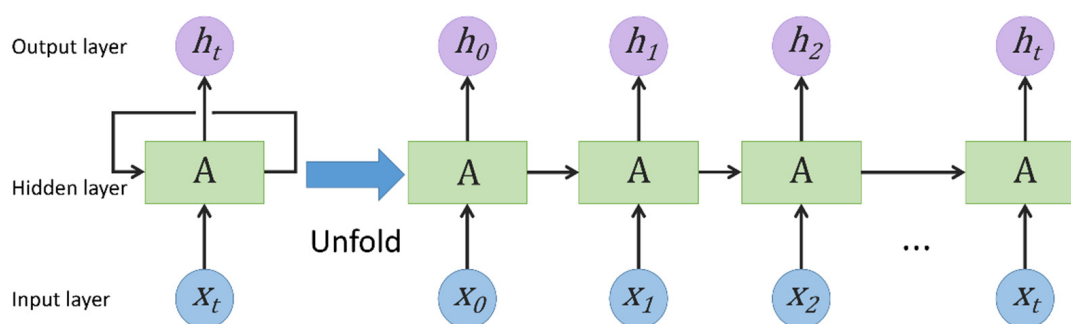 Output layer
h_t
h_0
h_1
h_2
h_t
Hidden layer
A
A
A
A
A
Unfold
...
Input layer
x_t
x_0
x_1
x_2
x_t